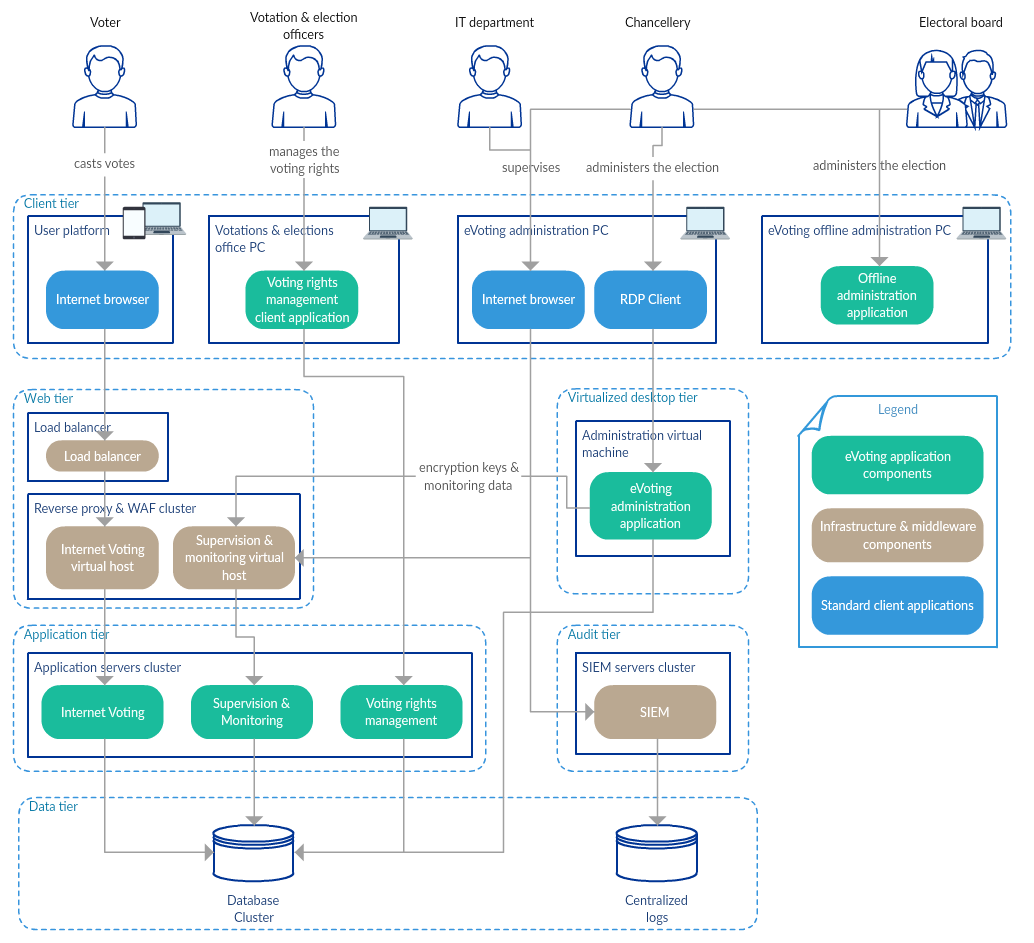 Voter
Votation & election
officers
IT department
Chancellery
Electoral board
casts votes
manages the
voting rights
supervises
administers the election
administers the election
Client tier
User platform
Internet browser
Votations & elections
office PC
Voting rights
management
client application
eVoting administration PC
Internet browser
RDP Client
eVoting offline administration PC
Offline
administration
application
Web tier
Load balancer
Load balancer
Reverse proxy & WAF cluster
Internet Voting
virtual host
Supervision &
monitoring virtual
host
encryption keys &
monitoring data
Virtualized desktop tier
Administration virtual
machine
eVoting
administration
application
Legend
eVoting application
components
Infrastructure & middleware
components
Standard client applications
Application tier
Application servers cluster
Internet Voting
Supervision &
Monitoring
Voting rights
management
Audit tier
SIEM servers cluster
SIEM
Data tier
Database
Cluster
Centralized
logs